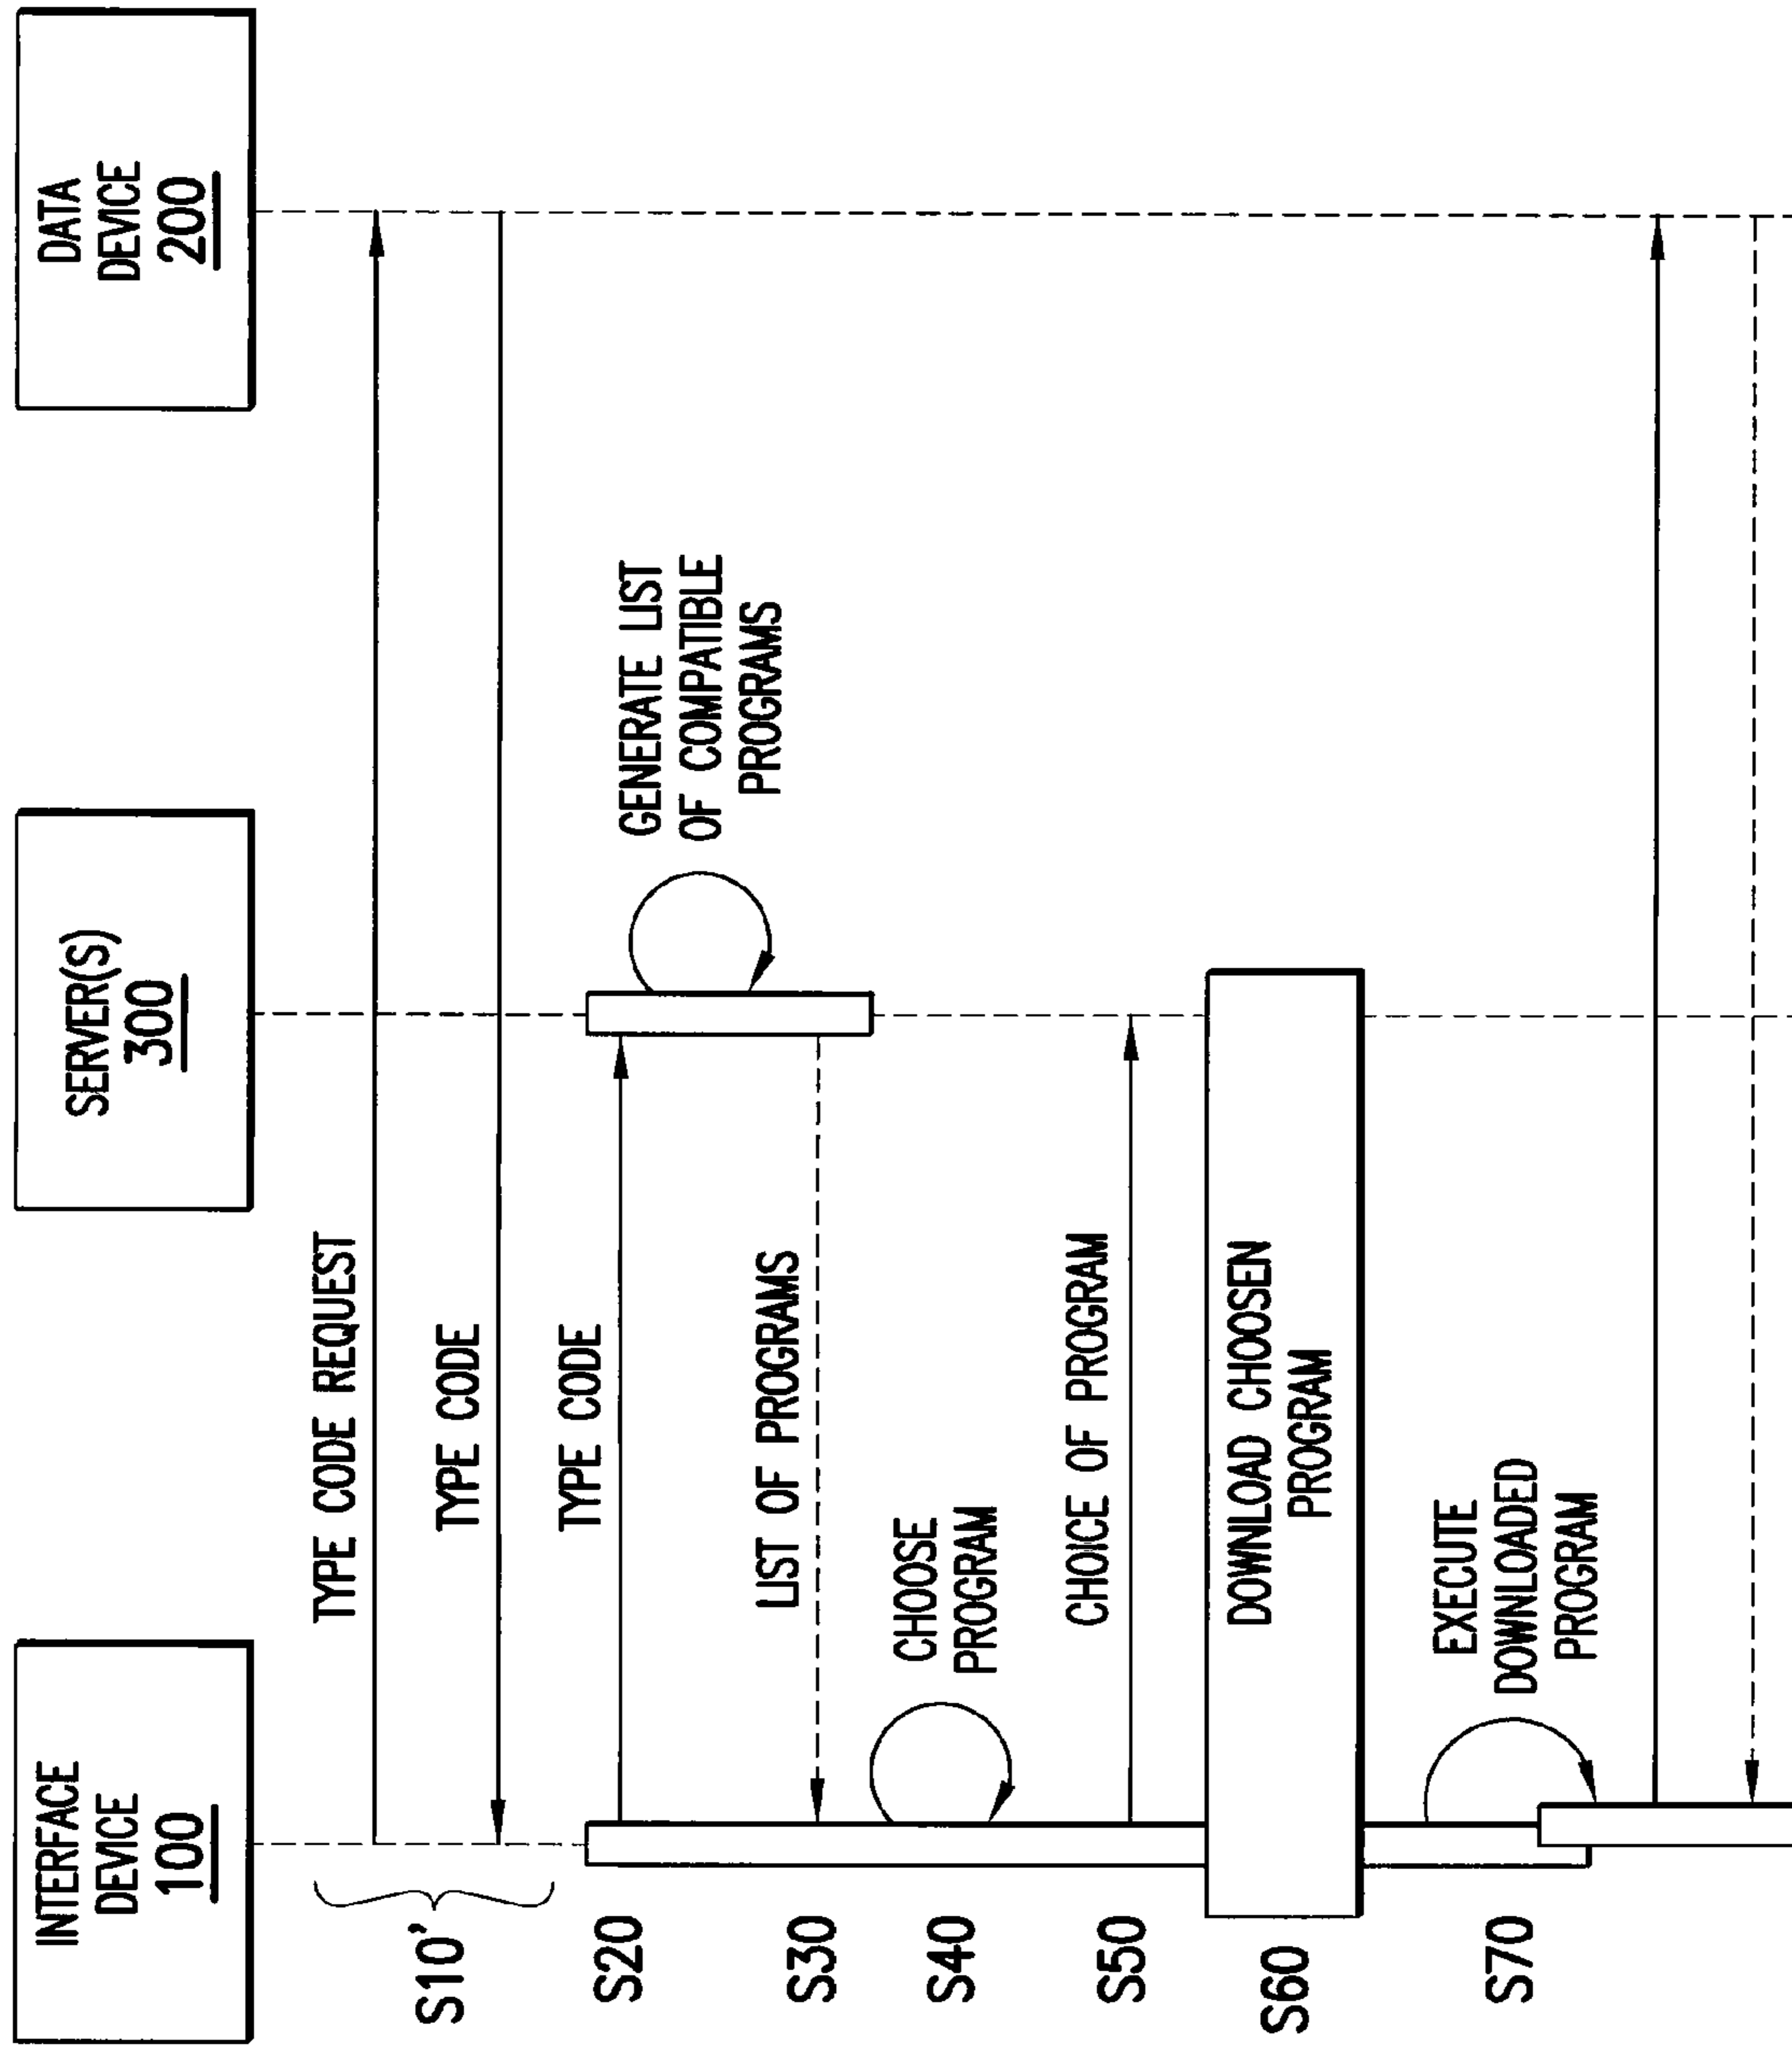 INTERFACE
DEVICE
100
SERVER(S)
300
DATA
DEVICE
200
S10'
TYPE CODE REQUEST
TYPE CODE
S20
TYPE CODE
GENERATE LIST
OF COMPATIBLE
PROGRAMS
S30
LIST OF PROGRAMS
S40
CHOOSE
PROGRAM
S50
CHOICE OF PROGRAM
S60
DOWNLOAD CHOOSEN
PROGRAM
S70
EXECUTE
DOWNLOADED
PROGRAM